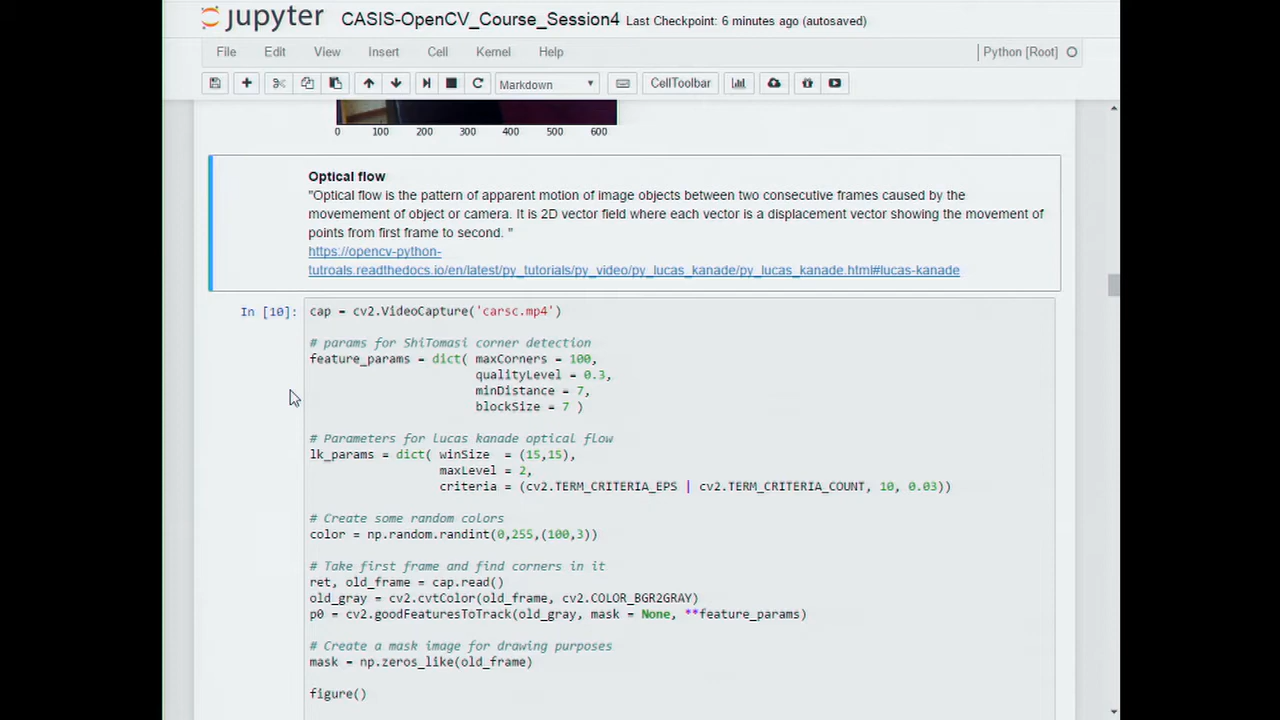 jupyter CASIS-OpenCV_Course_Session4 Last Checkpoint: 6 minutes ago (autosaved)
File Edit View Insert Cell Kernel Help Python [Root]
Markdown CellToolbar
0 100 200 300 400 500 600
Optical flow
"Optical flow is the pattern of apparent motion of image objects between two consecutive frames caused by the
movemement of object or camera. It is 2D vector field where each vector is a displacement vector showing the movement of
points from first frame to second. "
https://opencv-python-
tutroals.readthedocs.io/en/latest/py_tutorials/py_video/py_lucas_kanade/py_lucas_kanade.html#lucas-kanade
In [10]: cap = cv2.VideoCapture('carsc.mp4')
# params for ShiTomasi corner detection
feature_params = dict( maxCorners = 100,
qualityLevel = 0.3,
minDistance = 7,
blockSize = 7 )
# Parameters for lucas kanade optical flow
lk_params = dict( winSize  = (15,15),
maxLevel = 2,
criteria = (cv2.TERM_CRITERIA_EPS | cv2.TERM_CRITERIA_COUNT, 10, 0.03))
# Create some random colors
color = np.random.randint(0,255,(100,3))
# Take first frame and find corners in it
ret, old_frame = cap.read()
old_gray = cv2.cvtColor(old_frame, cv2.COLOR_BGR2GRAY)
p0 = cv2.goodFeaturesToTrack(old_gray, mask = None, **feature_params)
# Create a mask image for drawing purposes
mask = np.zeros_like(old_frame)
figure()